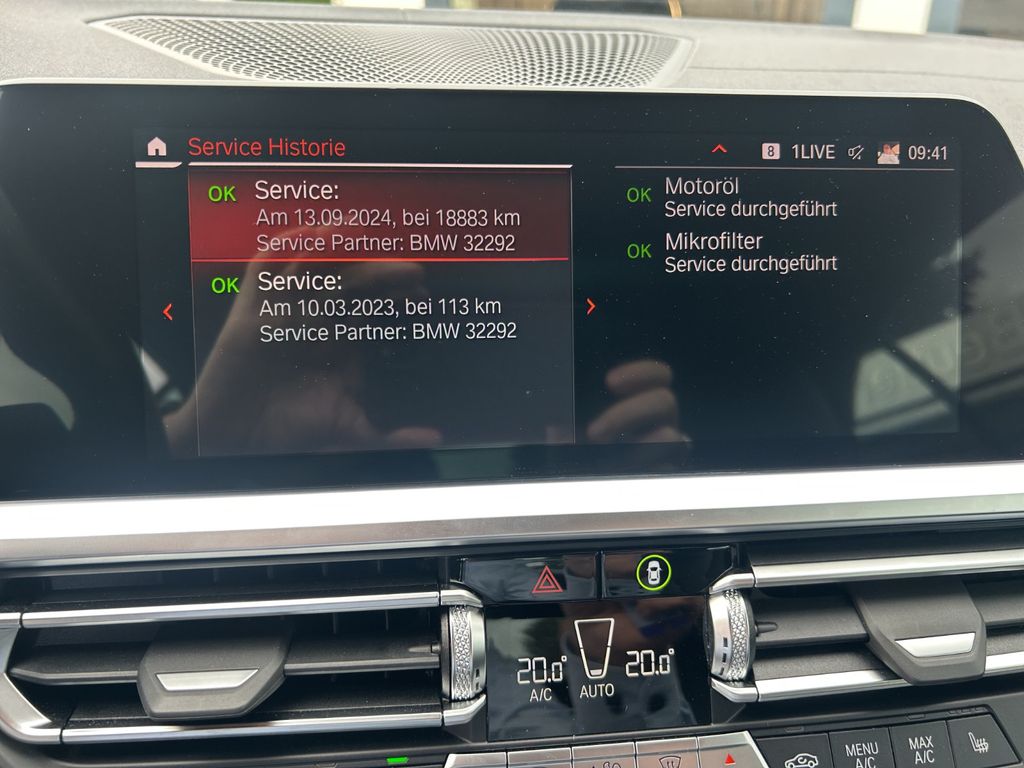 Service Historie
8 1LIVE 09:41
OK Service:
Am 13.09.2024, bei 18883 km
Service Partner: BMW 32292
OK Service:
Am 10.03.2023, bei 113 km
Service Partner: BMW 32292
OK Motoröl
Service durchgeführt
OK Mikrofilter
Service durchgeführt
20.0° 20.0°
A/C AUTO
MENU
A/C
MAX
A/C